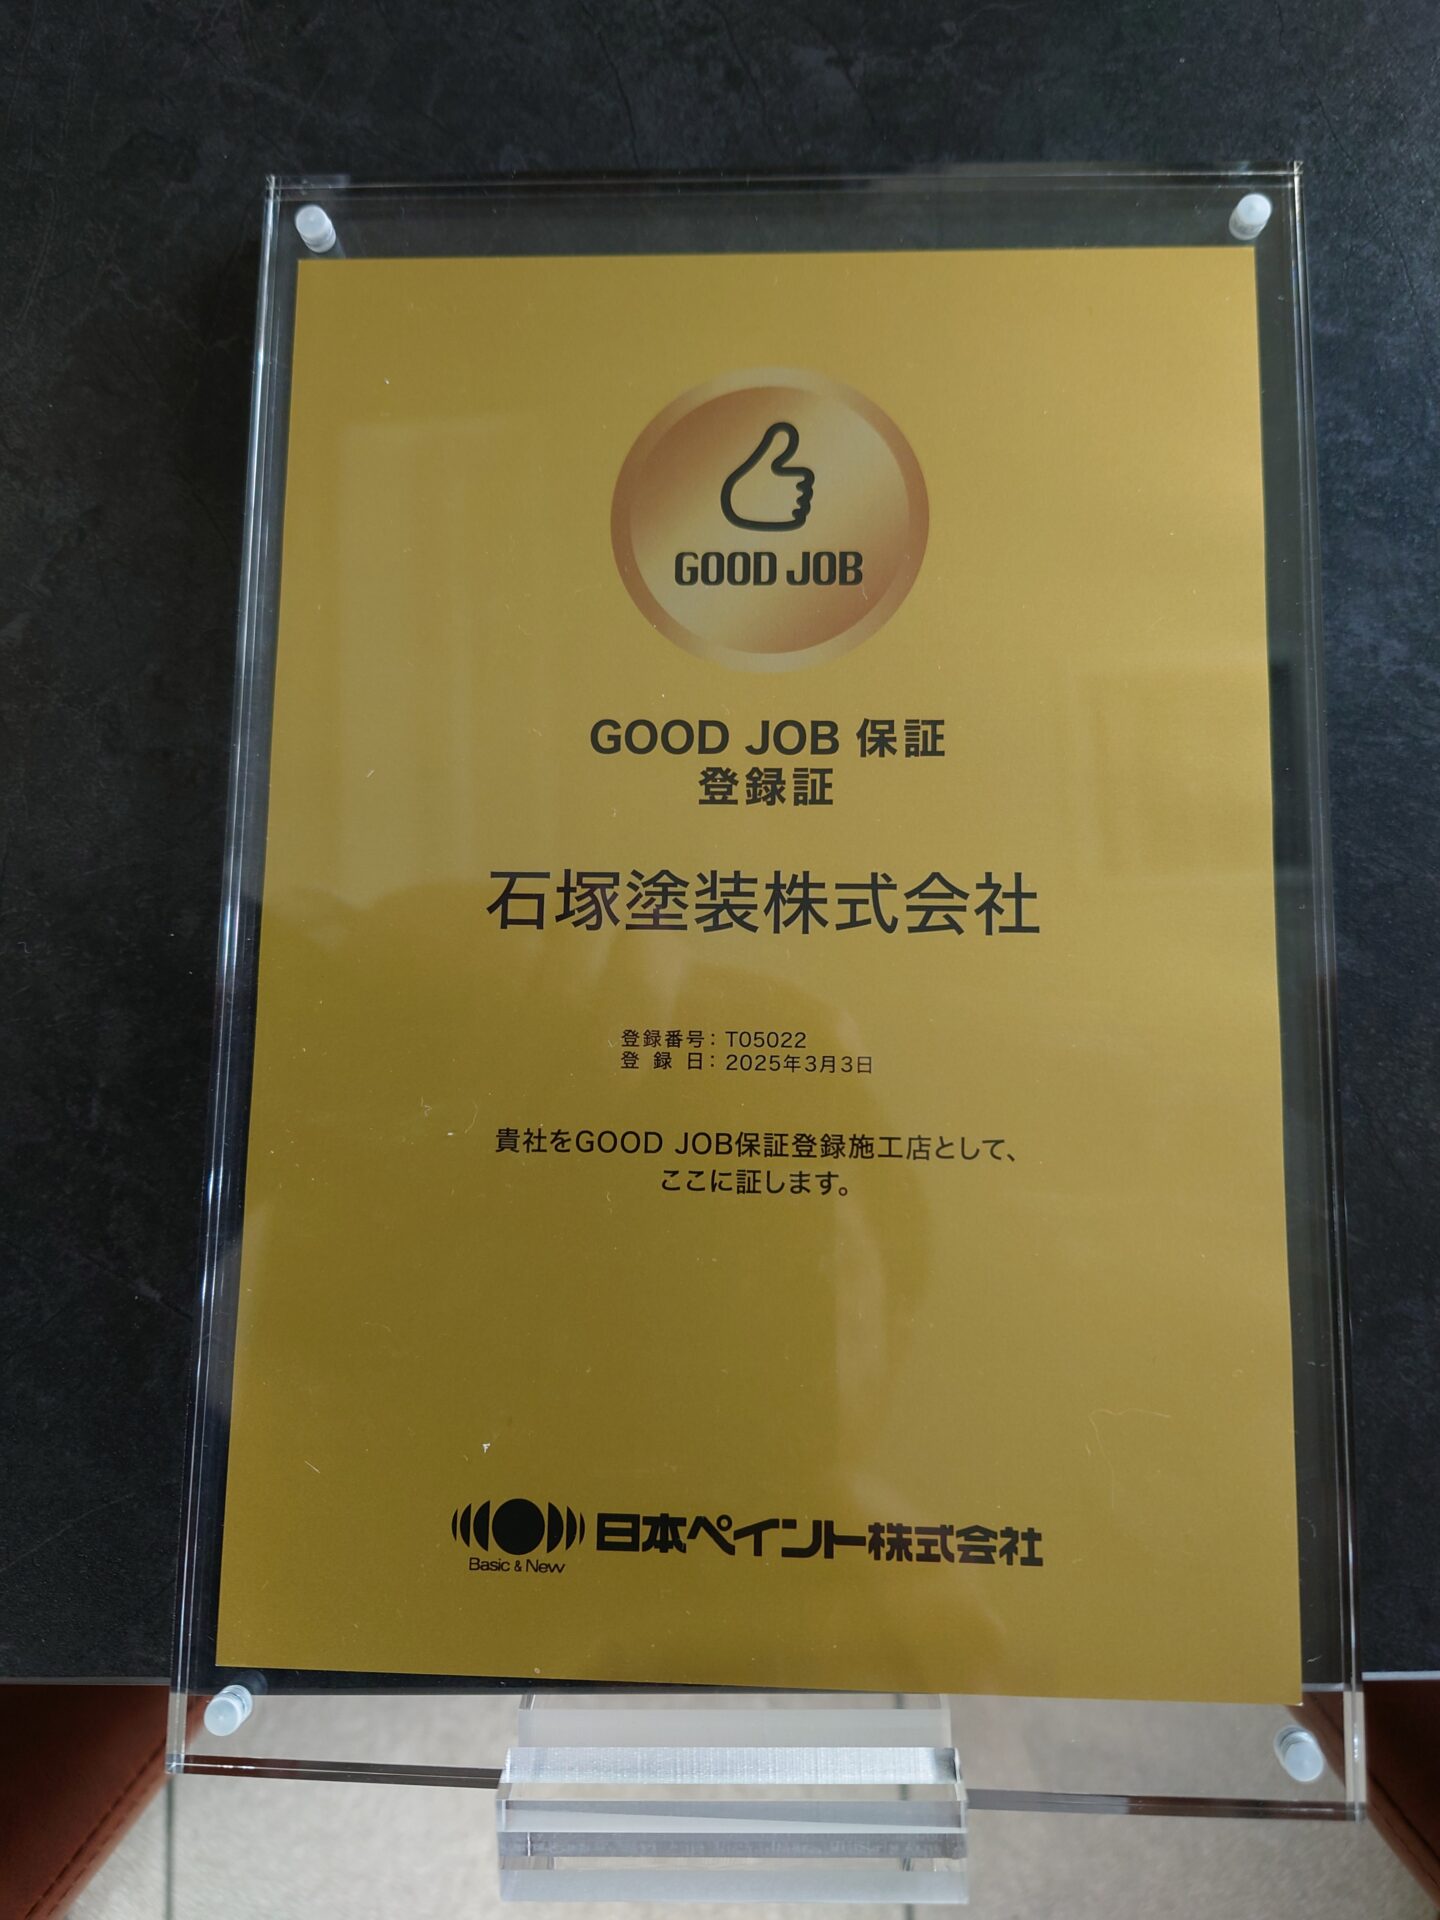 GOOD JOB
GOOD JOB 保証
登録証
石塚塗装株式会社
登録番号：T05022
登 録 日：2025年3月3日
貴社をGOOD JOB保証登録施工店として、
ここに証します。
日本ペイント株式会社
Basic & New